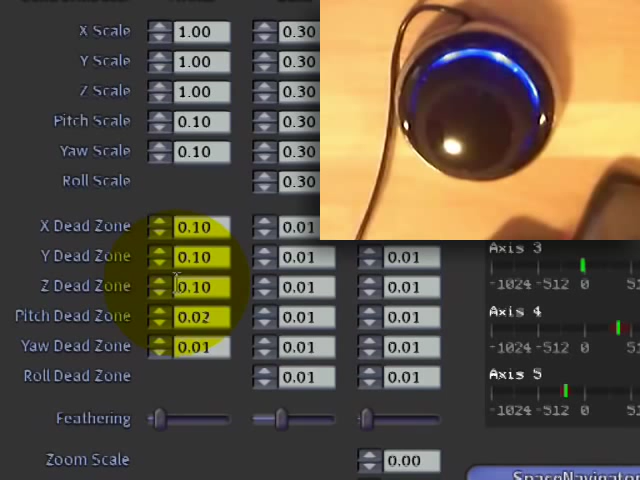 X Scale 1.00 0.30
Y Scale 1.00 0.30
Z Scale 1.00 0.30
Pitch Scale 0.10 0.30
Yaw Scale 0.10 0.30
Roll Scale 0.30
X Dead Zone 0.10 0.01
Y Dead Zone 0.10 0.01 0.01
Z Dead Zone 0.10 0.01 0.01
Pitch Dead Zone 0.02 0.01 0.01
Yaw Dead Zone 0.01 0.01 0.01
Roll Dead Zone 0.01 0.01
Feathering
Zoom Scale 0.00
Axis 3
-1024 -512 0
Axis 4
-1024 -512 0
Axis 5
-1024 -512 0
SpaceNavigator